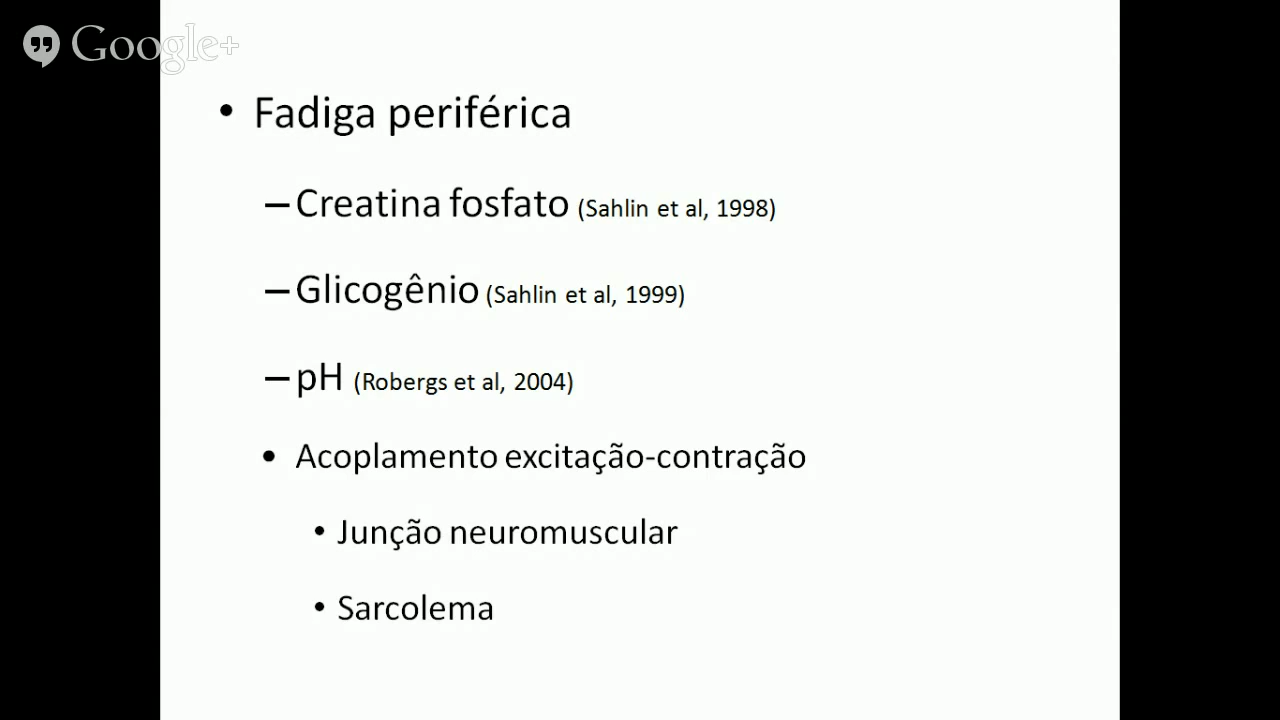 Google+
• Fadiga periférica
– Creatina fosfato (Sahlin et al, 1998)
– Glicogênio (Sahlin et al, 1999)
– pH (Robergs et al, 2004)
• Acoplamento excitação-contração
• Junção neuromuscular
• Sarcolema